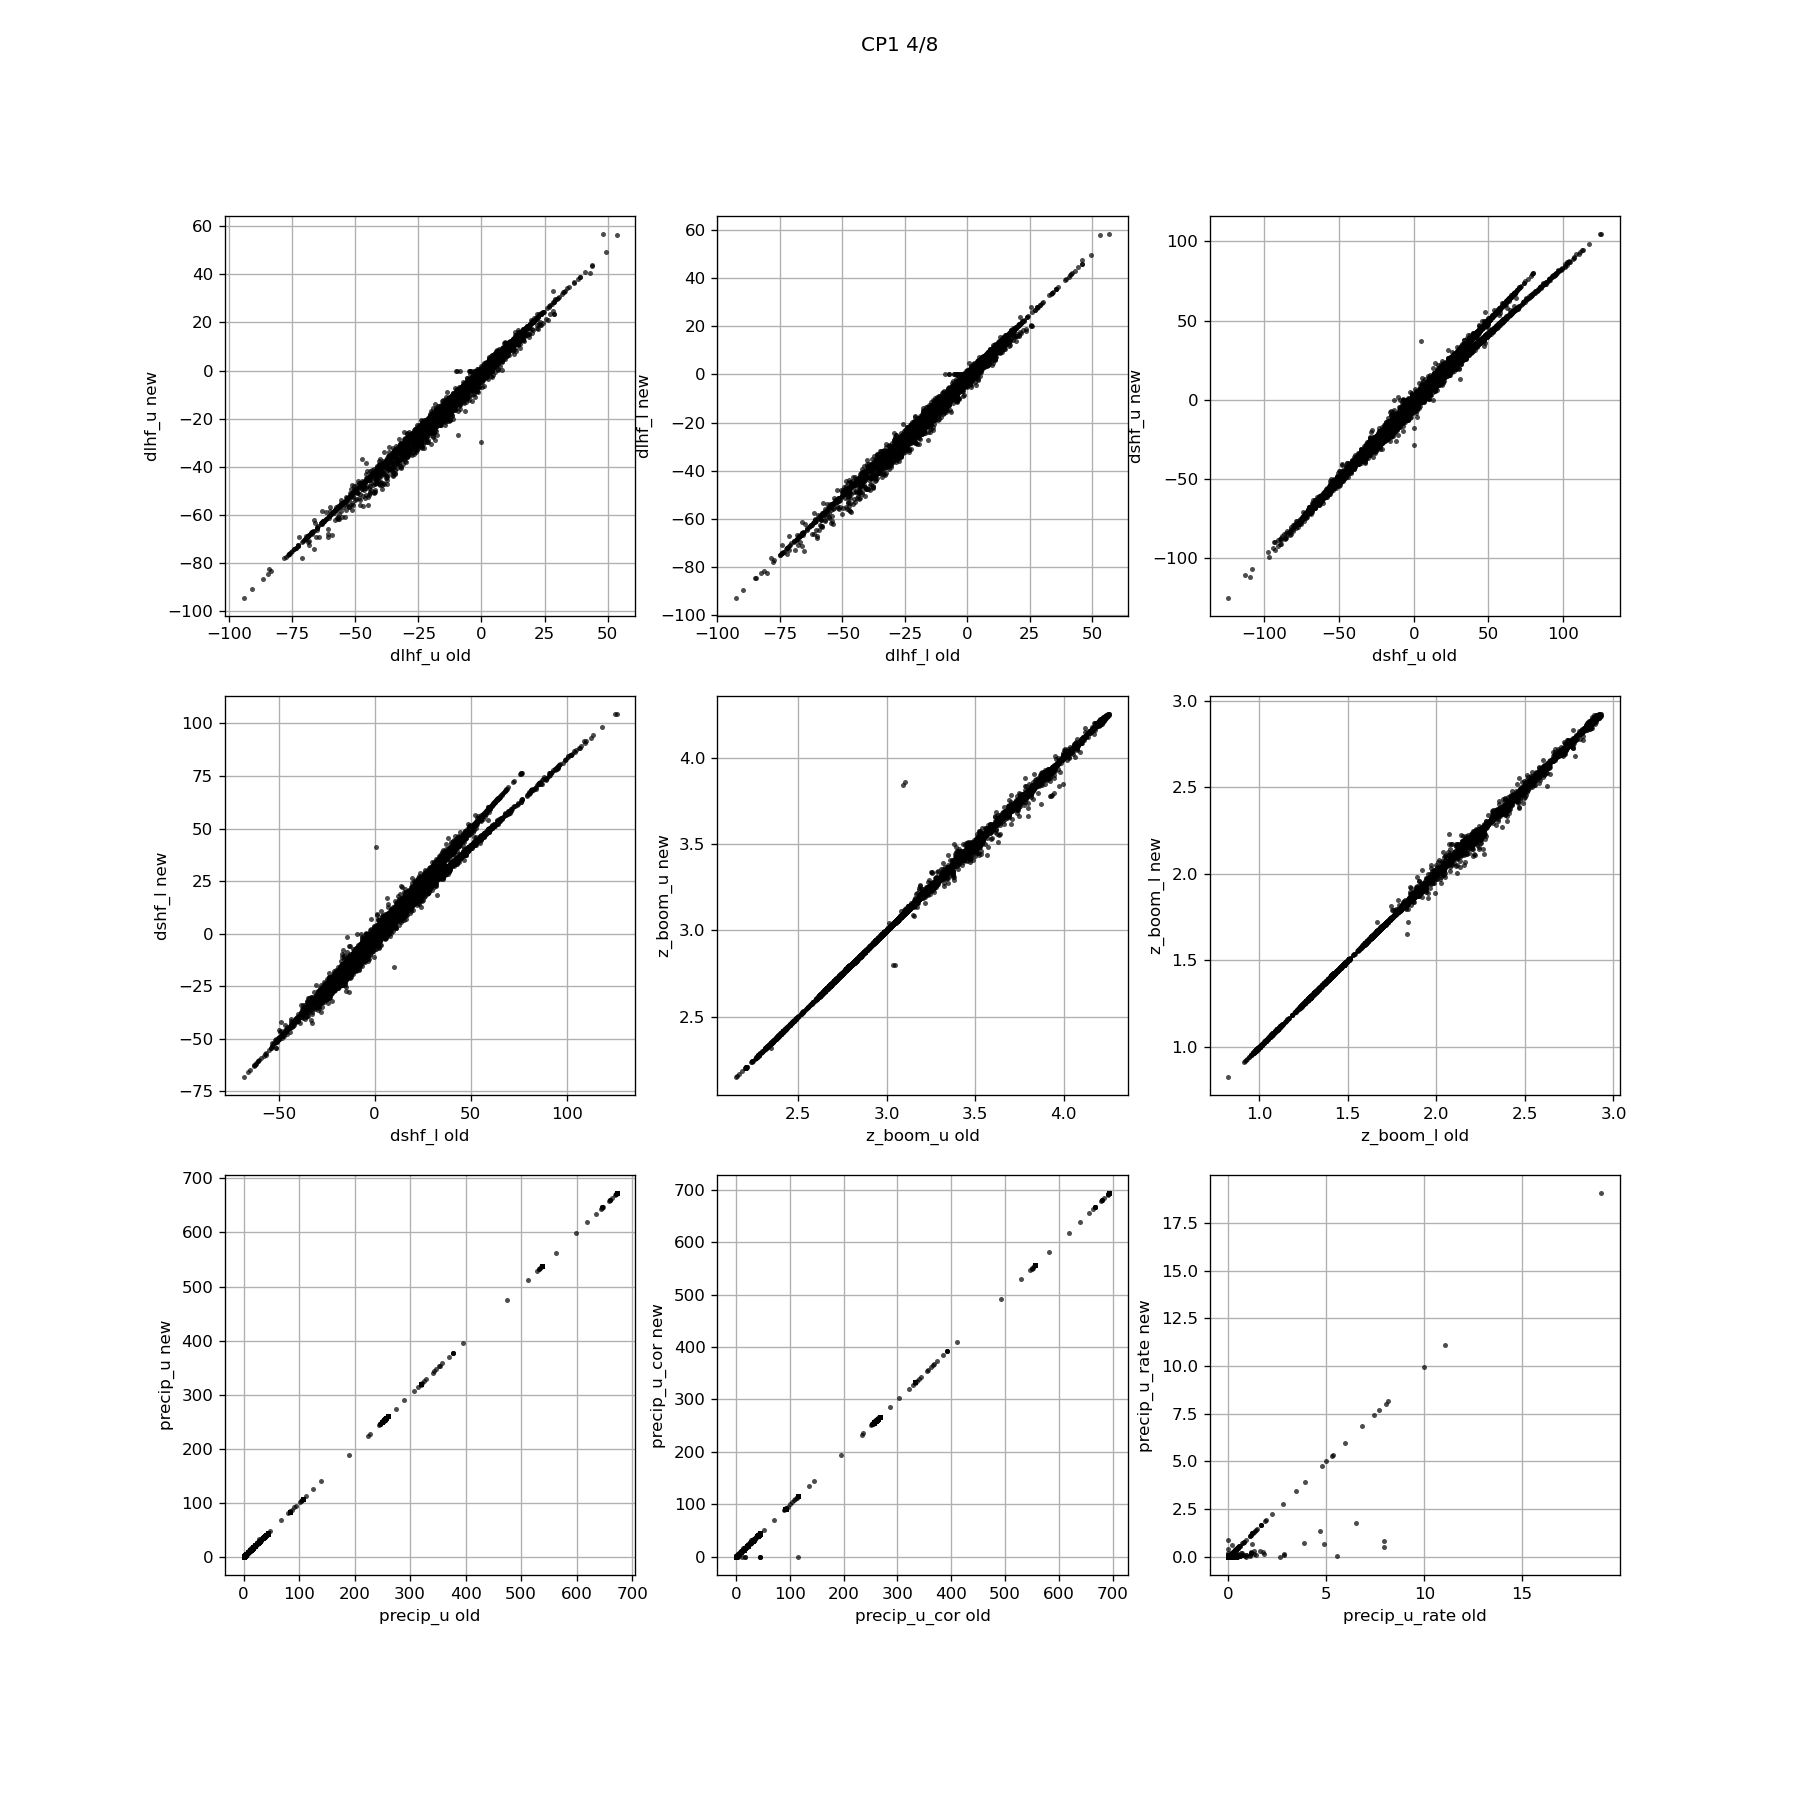 CP1 4/8
60
40
20
0
−20
−40
−60
−80
−100
dlhf_u new
−100 −75 −50 −25 0 25 50
dlhf_u old
60
40
20
0
−20
−40
−60
−80
−100
dlhf_l new
−100 −75 −50 −25 0 25 50
dlhf_l old
100
50
0
−50
−100
dshf_u new
−100 −50 0 50 100
dshf_u old
100
75
50
25
0
−25
−50
−75
dshf_l new
−50 0 50 100
dshf_l old
4.0
3.5
3.0
2.5
z_boom_u new
2.5 3.0 3.5 4.0
z_boom_u old
3.0
2.5
2.0
1.5
1.0
z_boom_l new
1.0 1.5 2.0 2.5 3.0
z_boom_l old
700
600
500
400
300
200
100
0
precip_u new
0 100 200 300 400 500 600 700
precip_u old
700
600
500
400
300
200
100
0
precip_u_cor new
0 100 200 300 400 500 600 700
precip_u_cor old
17.5
15.0
12.5
10.0
7.5
5.0
2.5
0.0
precip_u_rate new
0 5 10 15
precip_u_rate old